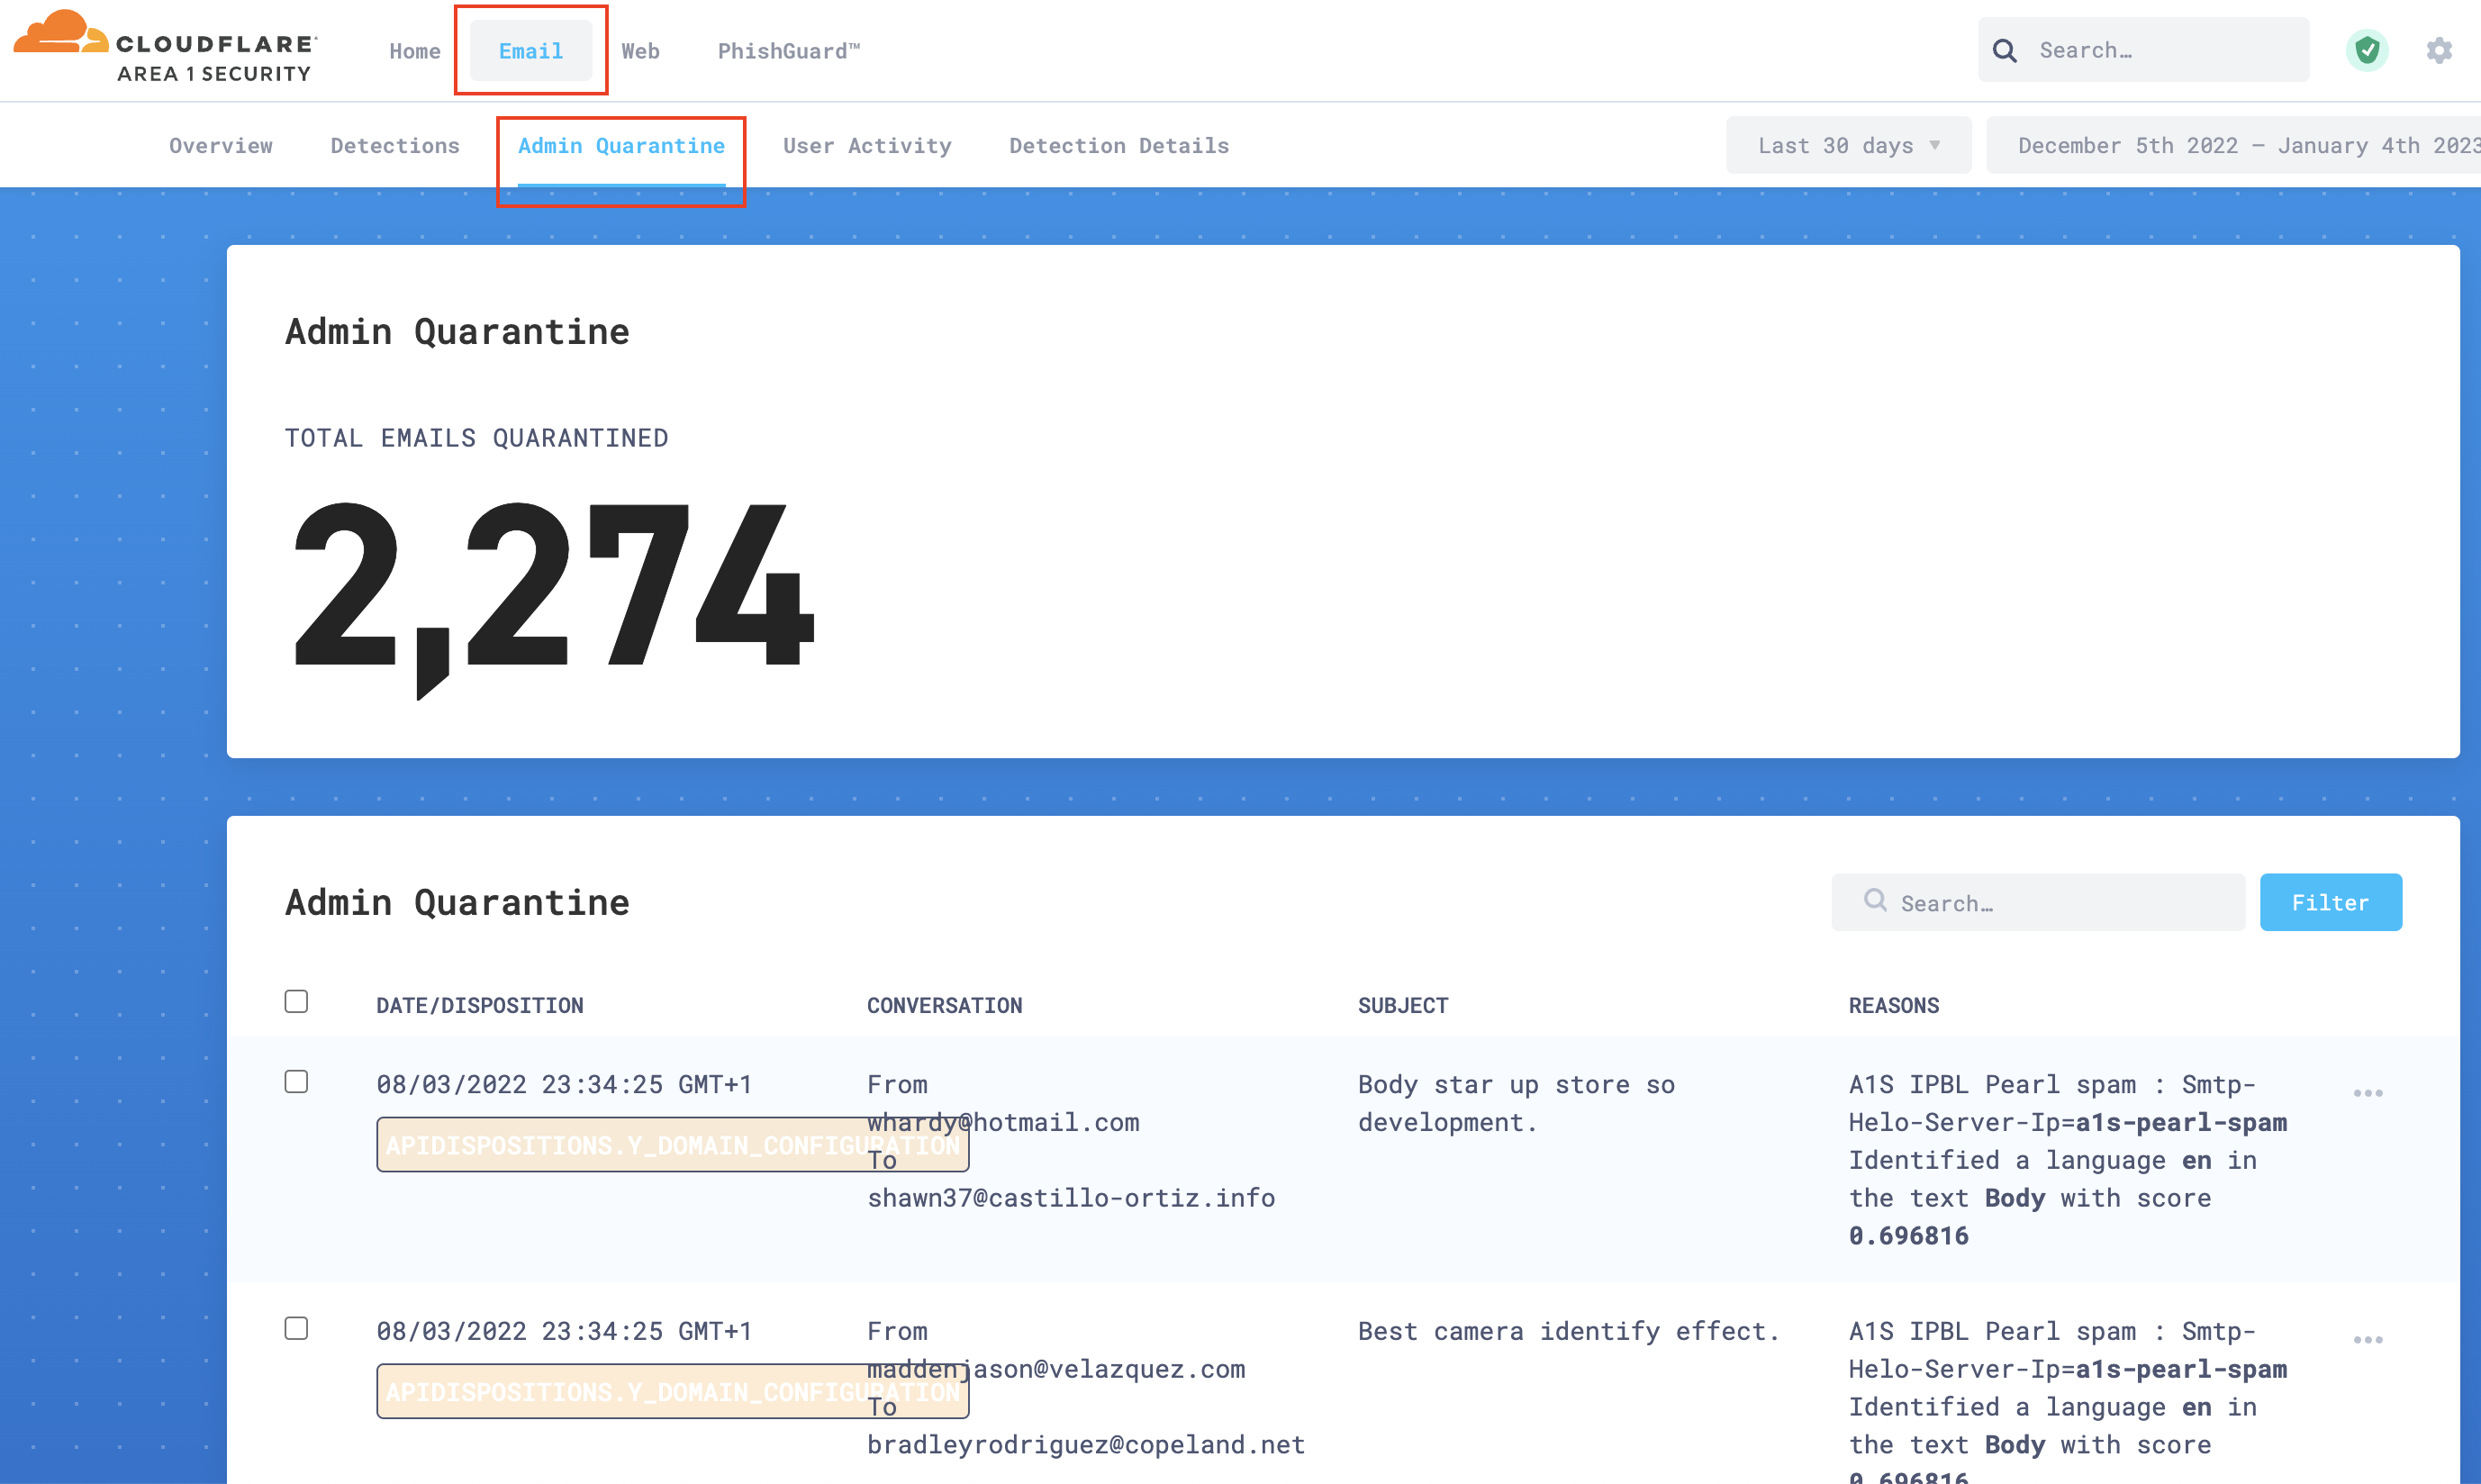 CLOUDFLARE
AREA 1 SECURITY
Home Email Web PhishGuard™
Search…
Overview Detections Admin Quarantine User Activity Detection Details
Last 30 days ▼ December 5th 2022 – January 4th 2023
Admin Quarantine
TOTAL EMAILS QUARANTINED
2,274
Admin Quarantine
Search…
Filter
DATE/DISPOSITION CONVERSATION SUBJECT REASONS
08/03/2022 23:34:25 GMT+1
APIDISPOSITIONS.Y_DOMAIN_CONFIGURATION
From
whardy@hotmail.com
To
shawn37@castillo-ortiz.info
Body star up store so
development.
A1S IPBL Pearl spam : Smtp-
Helo-Server-Ip=a1s-pearl-spam
Identified a language en in
the text Body with score
0.696816
08/03/2022 23:34:25 GMT+1
APIDISPOSITIONS.Y_DOMAIN_CONFIGURATION
From
maddenjason@velazquez.com
To
bradleyrodriguez@copeland.net
Best camera identify effect.
A1S IPBL Pearl spam : Smtp-
Helo-Server-Ip=a1s-pearl-spam
Identified a language en in
the text Body with score
0.696816